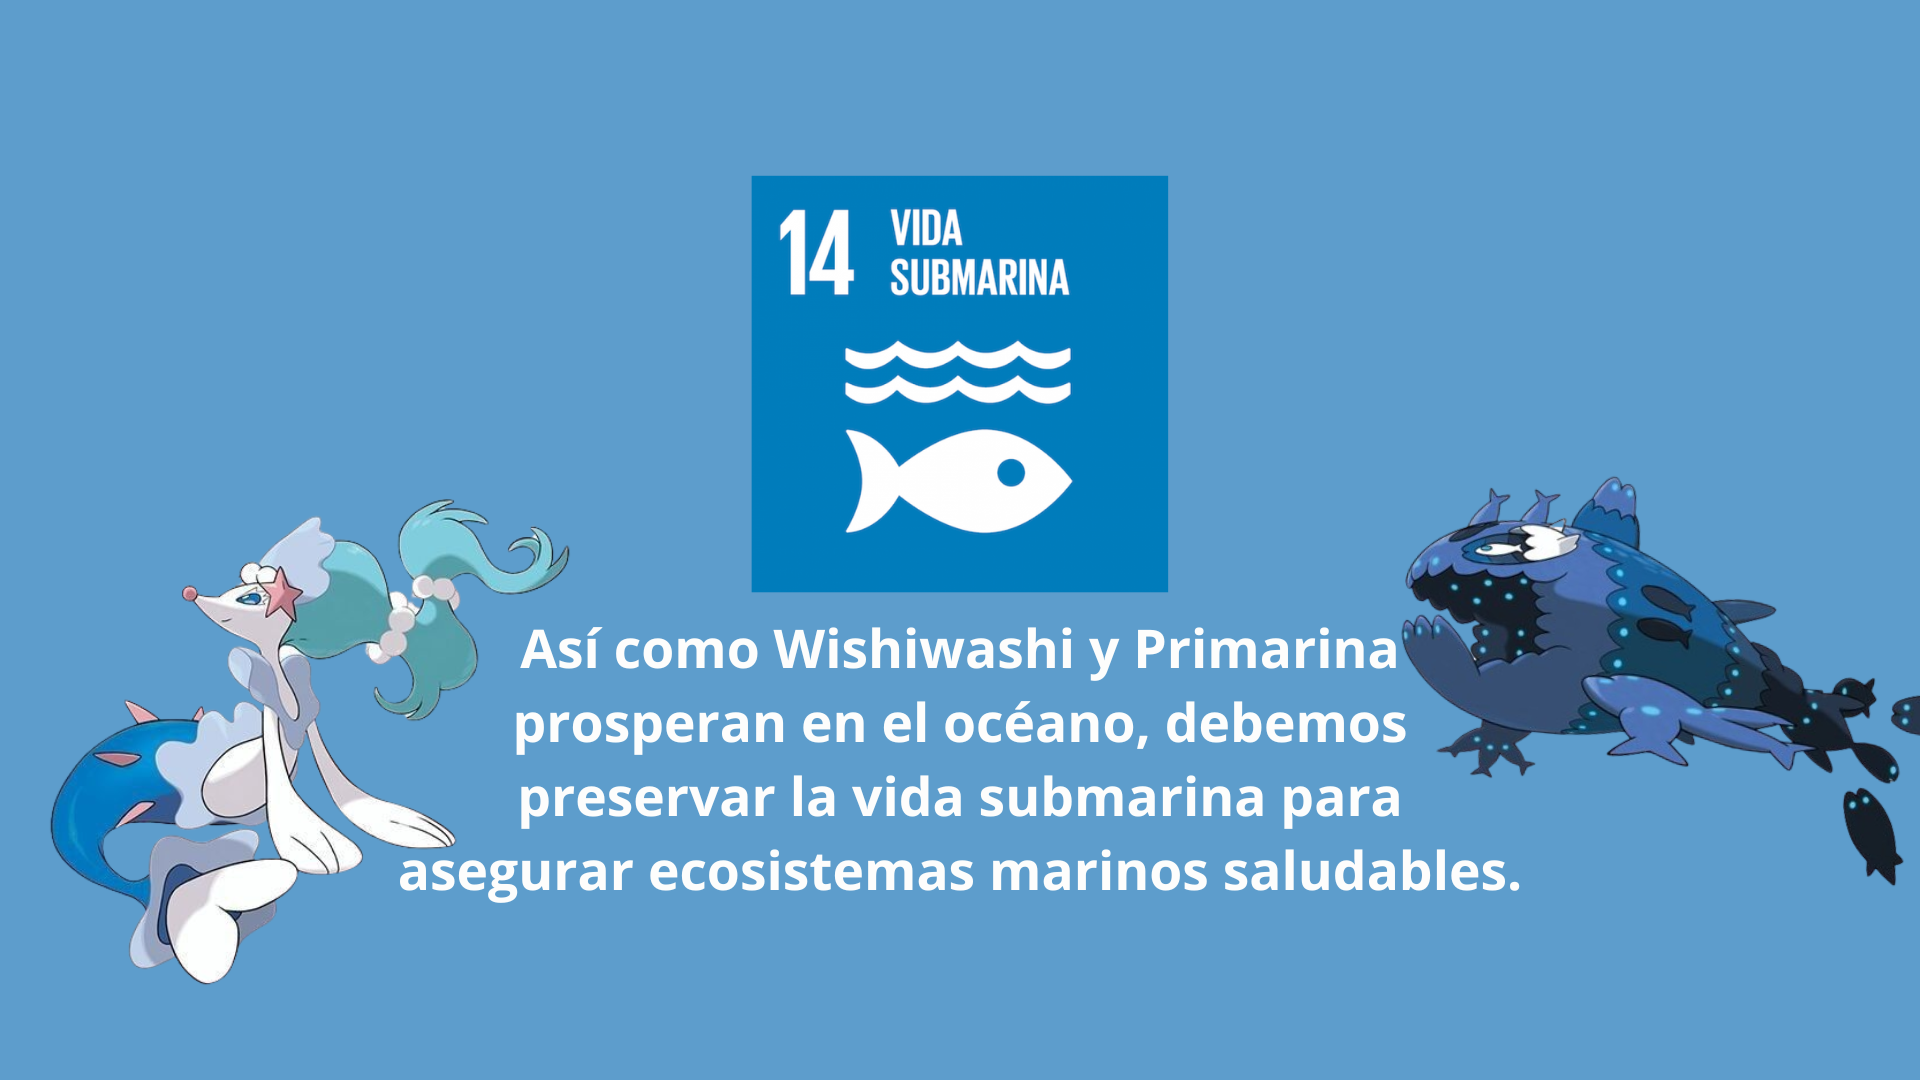 14 VIDA
SUBMARINA
Así como Wishiwashi y Primarina
prosperan en el océano, debemos
preservar la vida submarina para
asegurar ecosistemas marinos saludables.